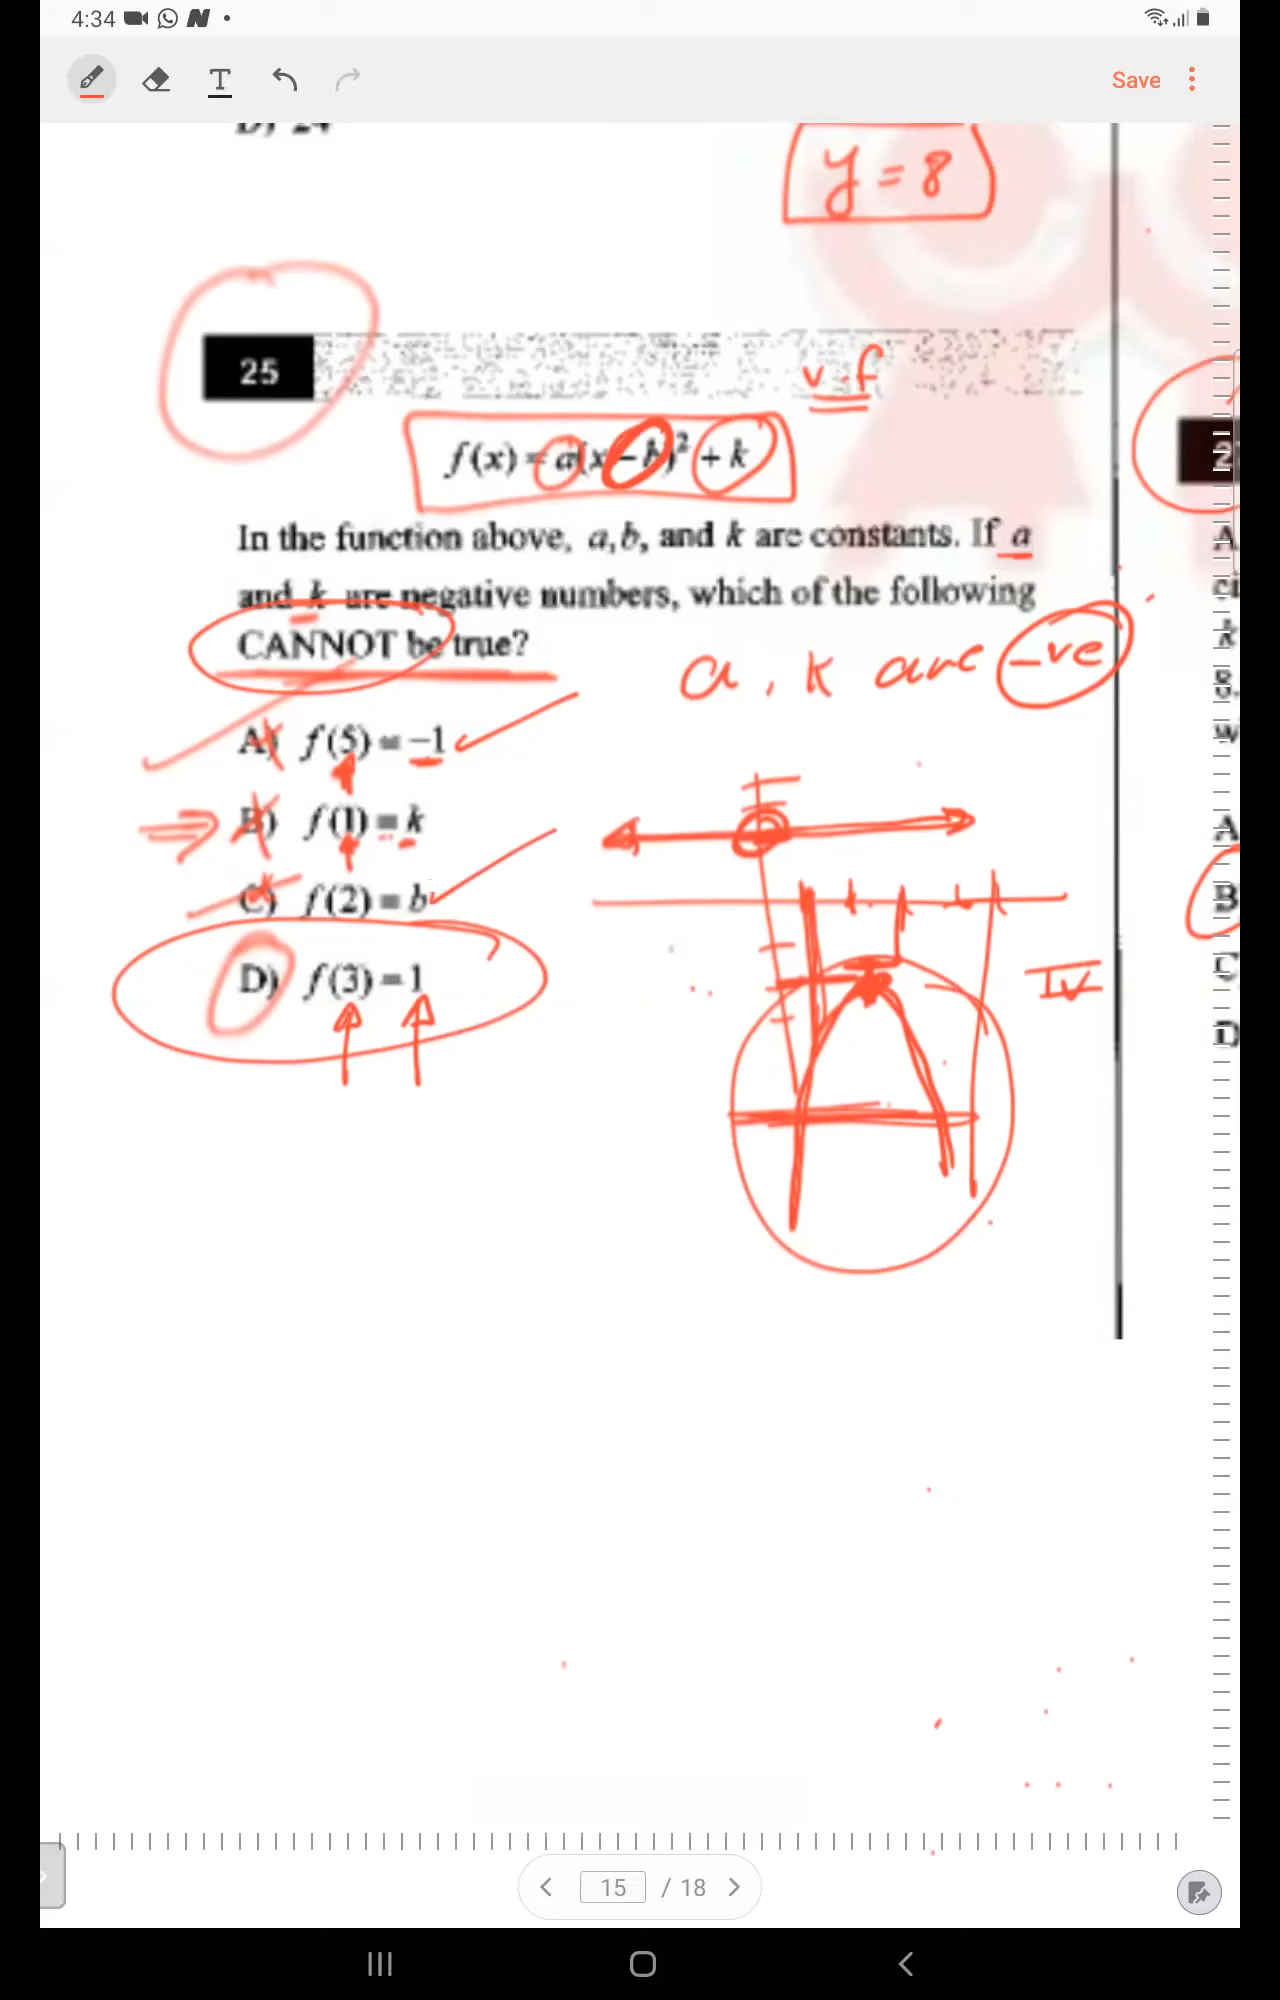 4:34
Save
y = 8
25
v.f
f(x) = a(x − b)² + k
In the function above, a, b, and k are constants. If a
and k are negative numbers, which of the following
CANNOT be true?
a, k are -ve
A) f(5) = −1
B) f(1) = k
C) f(2) = b
D) f(3) = 1
IV
A
B
C
D
15 / 18